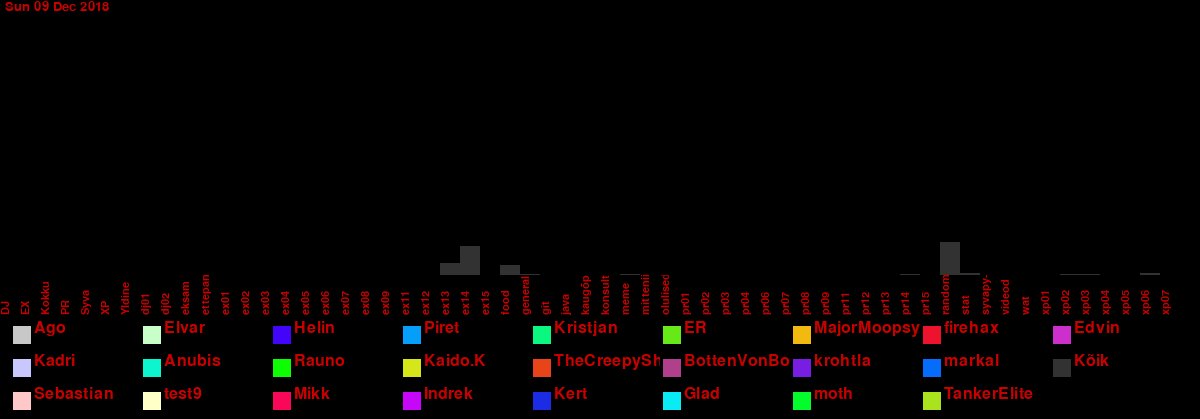 Sun 09 Dec 2018
DJ
EX
Kokku
PR
Syva
XP
Yldine
dj01
dj02
eksam
ettepan
ex01
ex02
ex03
ex04
ex05
ex06
ex07
ex08
ex09
ex11
ex12
ex13
ex14
ex15
food
general
git
java
kaugõp
konsult
meme
mittenii
olulised
pr01
pr02
pr03
pr04
pr06
pr07
pr08
pr09
pr11
pr12
pr13
pr14
pr15
random
stat
syvapy-
videod
wat
xp01
xp02
xp03
xp04
xp05
xp06
xp07
Ago Elvar Helin Piret Kristjan ER MajorMoopsy firehax Edvin
Kadri Anubis Rauno Kaido.K TheCreepySh BottenVonBo krohtla markal Kõik
Sebastian test9 Mikk Indrek Kert Glad moth TankerElite